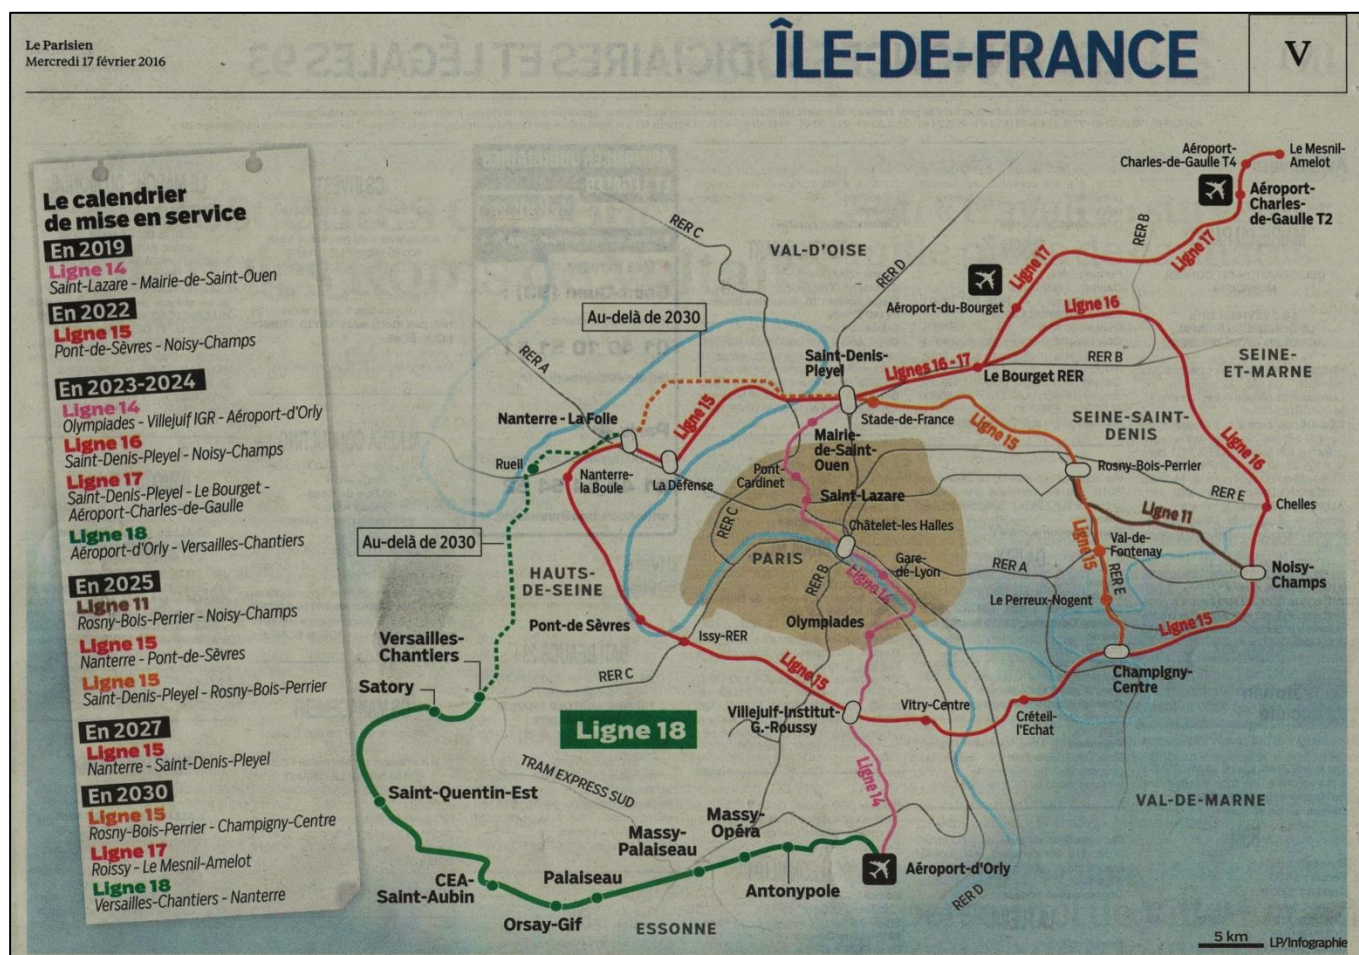 Le Parisien
Mercredi 17 février 2016
ÎLE-DE-FRANCE
V
Le calendrier
de mise en service
En 2019
Ligne 14
Saint-Lazare - Mairie-de-Saint-Ouen
En 2022
Ligne 15
Pont-de-Sèvres - Noisy-Champs
En 2023-2024
Ligne 14
Olympiades - Villejuif IGR - Aéroport-d'Orly
Ligne 16
Saint-Denis-Pleyel - Noisy-Champs
Ligne 17
Saint-Denis-Pleyel - Le Bourget -
Aéroport-Charles-de-Gaulle
Ligne 18
Aéroport-d'Orly - Versailles-Chantiers
En 2025
Ligne 11
Rosny-Bois-Perrier - Noisy-Champs
Ligne 15
Nanterre - Pont-de-Sèvres
Ligne 15
Saint-Denis-Pleyel - Rosny-Bois-Perrier
En 2027
Ligne 15
Nanterre - Saint-Denis-Pleyel
En 2030
Ligne 15
Rosny-Bois-Perrier - Champigny-Centre
Ligne 17
Roissy - Le Mesnil-Amelot
Ligne 18
Versailles-Chantiers - Nanterre
Aéroport-
Charles-de-Gaulle T4
Le Mesnil-
Amelot
Aéroport-
Charles-
de-Gaulle T2
RER C
VAL-D'OISE
RER D
RER B
Ligne 17
Ligne 17
Aéroport-du-Bourget
Ligne 16
Au-delà de 2030
RER A
Saint-Denis-
Pleyel
Lignes 16 - 17
Le Bourget RER
RER B
SEINE-
ET-MARNE
Nanterre - La Folle
Ligne 15
Stade-de-France
Ligne 15
SEINE-SAINT-
DENIS
Mairie-
de-Saint-
Ouen
Rueil
Nanterre-
la Boule
La Défense
Pont-
Cardinet
Rosny-Bois-Perrier
Ligne 16
Saint-Lazare
RER E
Chelles
RER C
Châtelet-les Halles
Ligne 11
Au-delà de 2030
PARIS
Gare-
de-Lyon
Val-de-
Fontenay
HAUTS-
DE-SEINE
RER B
Ligne 14
RER A
Ligne 15
RER E
Noisy-
Champs
Le Perreux-Nogent
Pont-de Sèvres
Olympiades
Issy-RER
Ligne 15
Versailles-
Chantiers
RER C
Ligne 15
Champigny-
Centre
Satory
Villejuif-Institut-
G.-Roussy
Vitry-Centre
Créteil-
l'Echat
Ligne 18
TRAM EXPRESS SUD
Ligne 14
Saint-Quentin-Est
VAL-DE-MARNE
Massy-
Opéra
Massy-
Palaiseau
CEA-
Saint-Aubin
Palaiseau
Antonypole
Aéroport-d'Orly
RER D
Orsay-Gif
ESSONNE
5 km
LP/Infographie